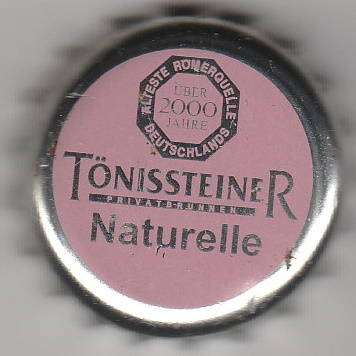 ÄLTESTE RÖMERQUELLE
ÜBER
2000
JAHRE
DEUTSCHLANDS
TÖNISSTEINER
PRIVATBRUNNEN
Naturelle